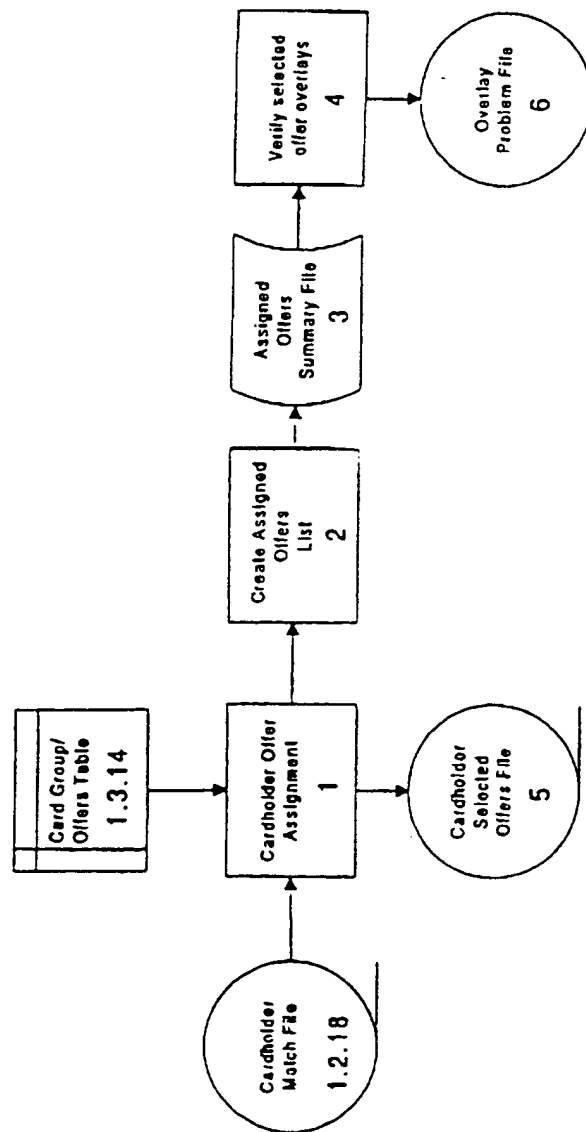 Card Group/
Offers Table
1.3.14
Cardholder
Match File
1.2.18
Cardholder Offer
Assignment
1
Create Assigned
Offers
List
2
Assigned
Offers
Summary File
3
Verify selected
offer overlays
4
Cardholder
Selected
Offers File
5
Overlay
Problem File
6